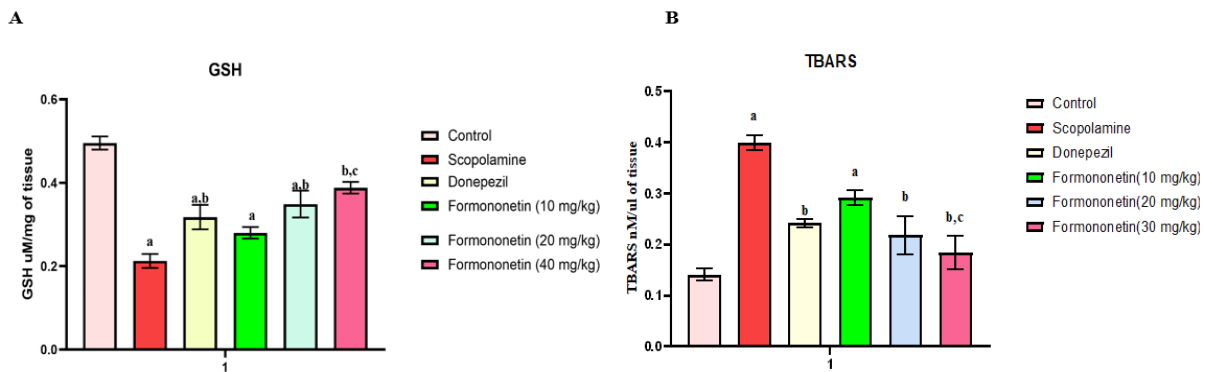 A
GSH
GSH uM/mg of tissue
0.6
0.4
0.2
0.0
a
a,b
a
a,b
b,c
1
Control
Scopolamine
Donepezil
Formononetin (10 mg/kg)
Formononetin (20 mg/kg)
Formononetin (40 mg/kg)
B
TBARS
TBARS nM/ul of tissue
0.5
0.4
0.3
0.2
0.1
0.0
a
b
a
b
b,c
1
Control
Scopolamine
Donepezil
Formononetin(10 mg/kg)
Formononetin(20 mg/kg)
Formononetin(30 mg/kg)